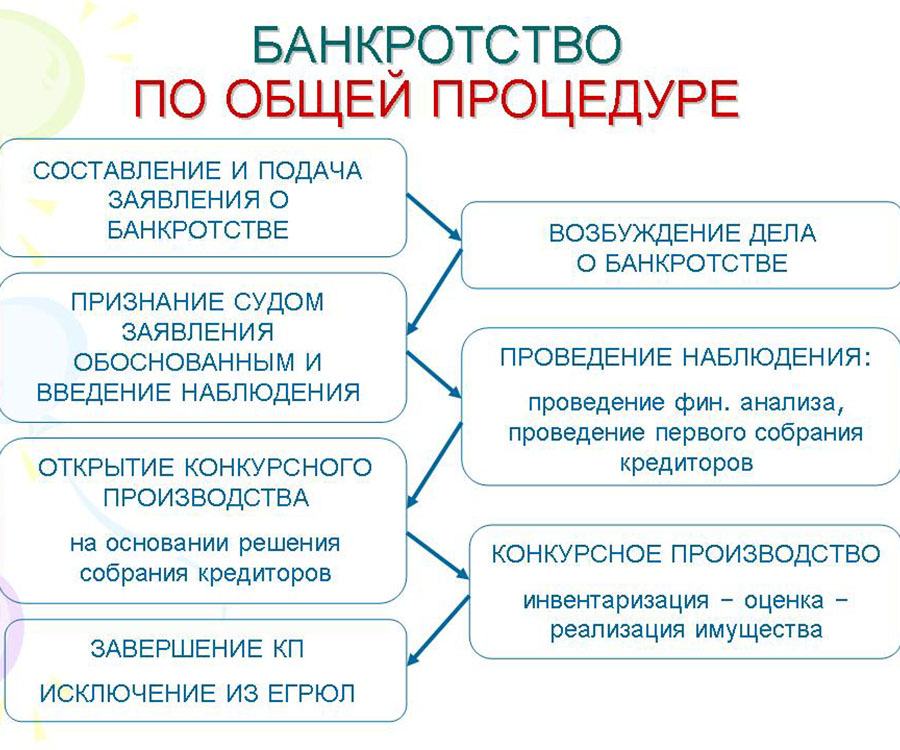 БАНКРОТСТВО
ПО ОБЩЕЙ ПРОЦЕДУРЕ
СОСТАВЛЕНИЕ И ПОДАЧА
ЗАЯВЛЕНИЯ О
БАНКРОТСТВЕ
ВОЗБУЖДЕНИЕ ДЕЛА
О БАНКРОТСТВЕ
ПРИЗНАНИЕ СУДОМ
ЗАЯВЛЕНИЯ
ОБОСНОВАННЫМ И
ВВЕДЕНИЕ НАБЛЮДЕНИЯ
ПРОВЕДЕНИЕ НАБЛЮДЕНИЯ:
проведение фин. анализа,
проведение первого собрания
кредиторов
ОТКРЫТИЕ КОНКУРСНОГО
ПРОИЗВОДСТВА
на основании решения
собрания кредиторов
КОНКУРСНОЕ ПРОИЗВОДСТВО
инвентаризация – оценка –
реализация имущества
ЗАВЕРШЕНИЕ КП
ИСКЛЮЧЕНИЕ ИЗ ЕГРЮЛ